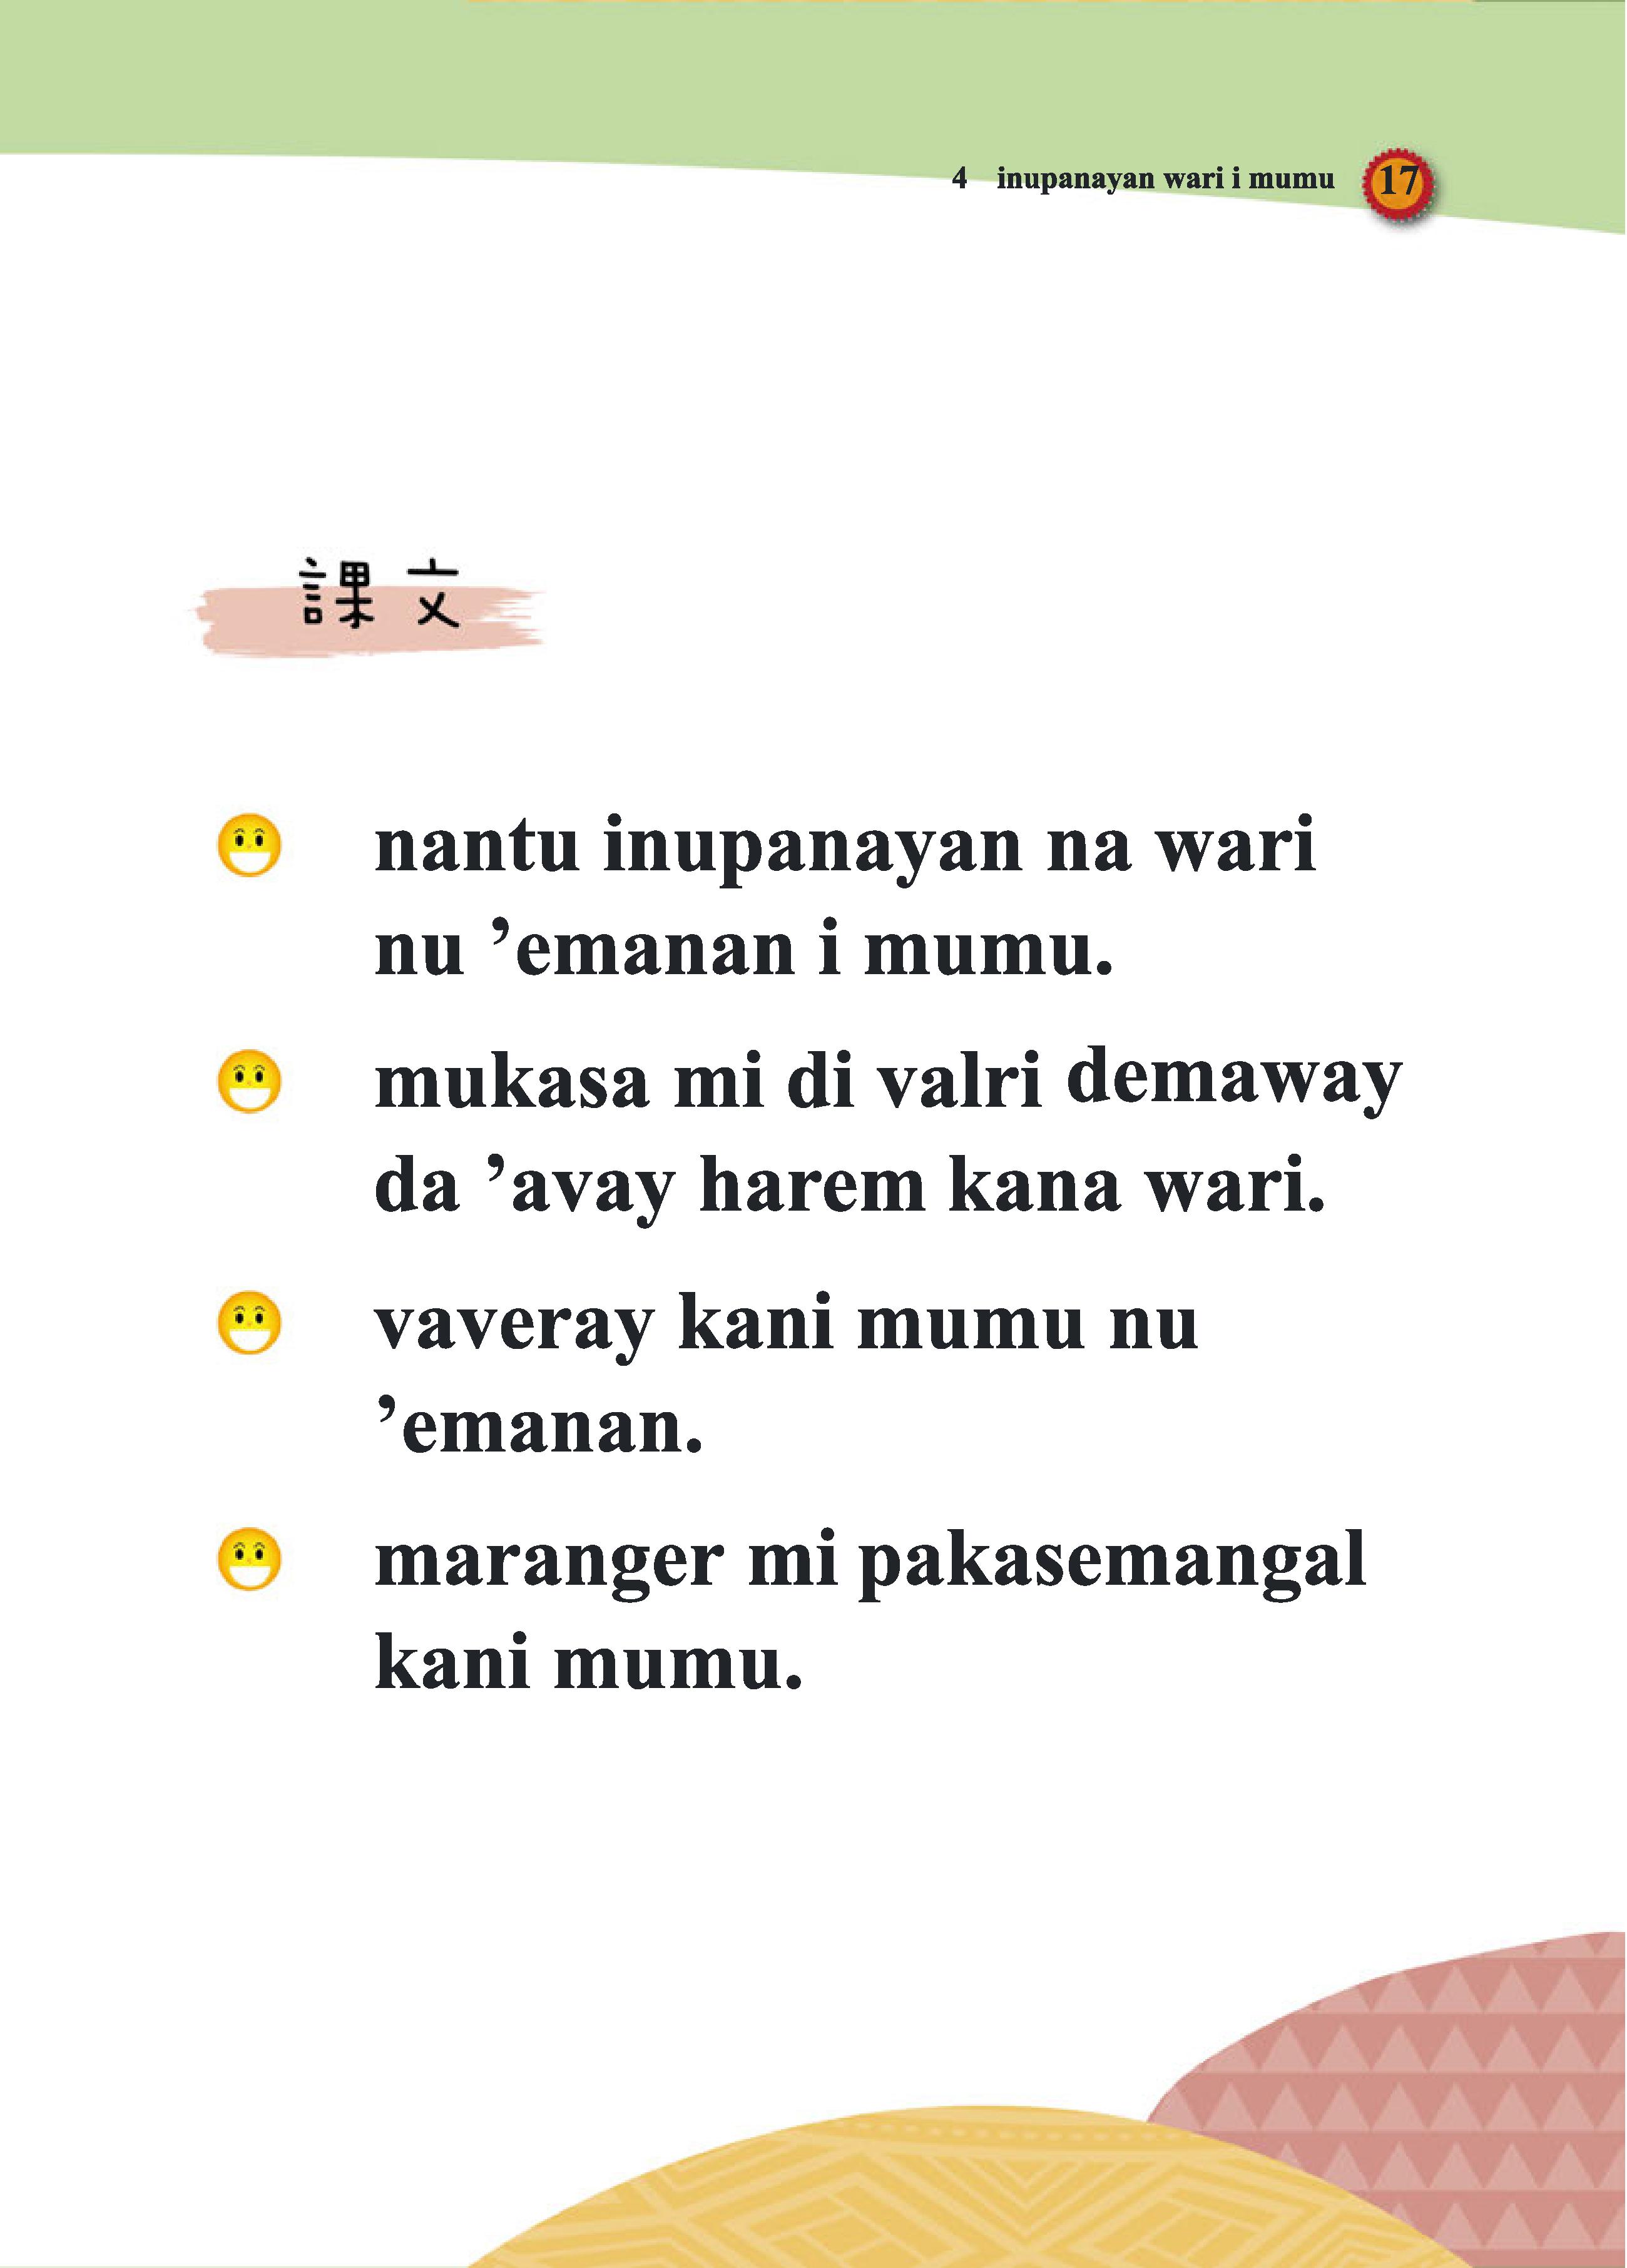 4 inupanayan wari i mumu 17
課文
nantu inupanayan na wari
nu ’emanan i mumu.
mukasa mi di valri demaway
da ’avay harem kana wari.
vaveray kani mumu nu
’emanan.
maranger mi pakasemangal
kani mumu.